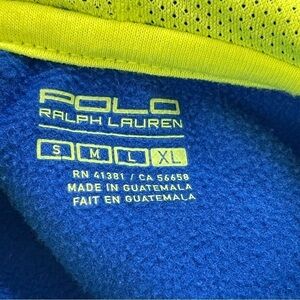 POLO
RALPH LAUREN
S M L XL
RN 41381 / CA 56658
MADE IN GUATEMALA
FAIT EN GUATEMALA